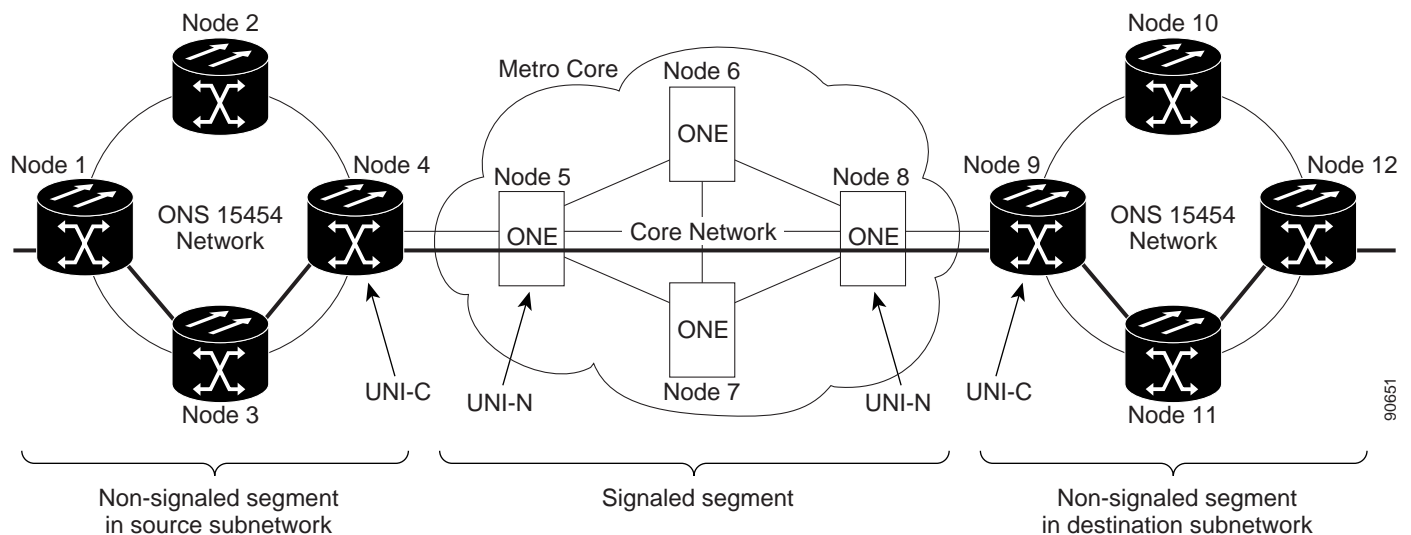 Node 2
Node 10
Metro Core
Node 6
ONE
Node 1
Node 4
Node 5
Node 8
Node 9
Node 12
ONS 15454
Network
ONE
Core Network
ONE
ONS 15454
Network
ONE
UNI-C
UNI-N
Node 7
UNI-N
UNI-C
Node 3
Node 11
90651
Non-signaled segment
in source subnetwork
Signaled segment
Non-signaled segment
in destination subnetwork